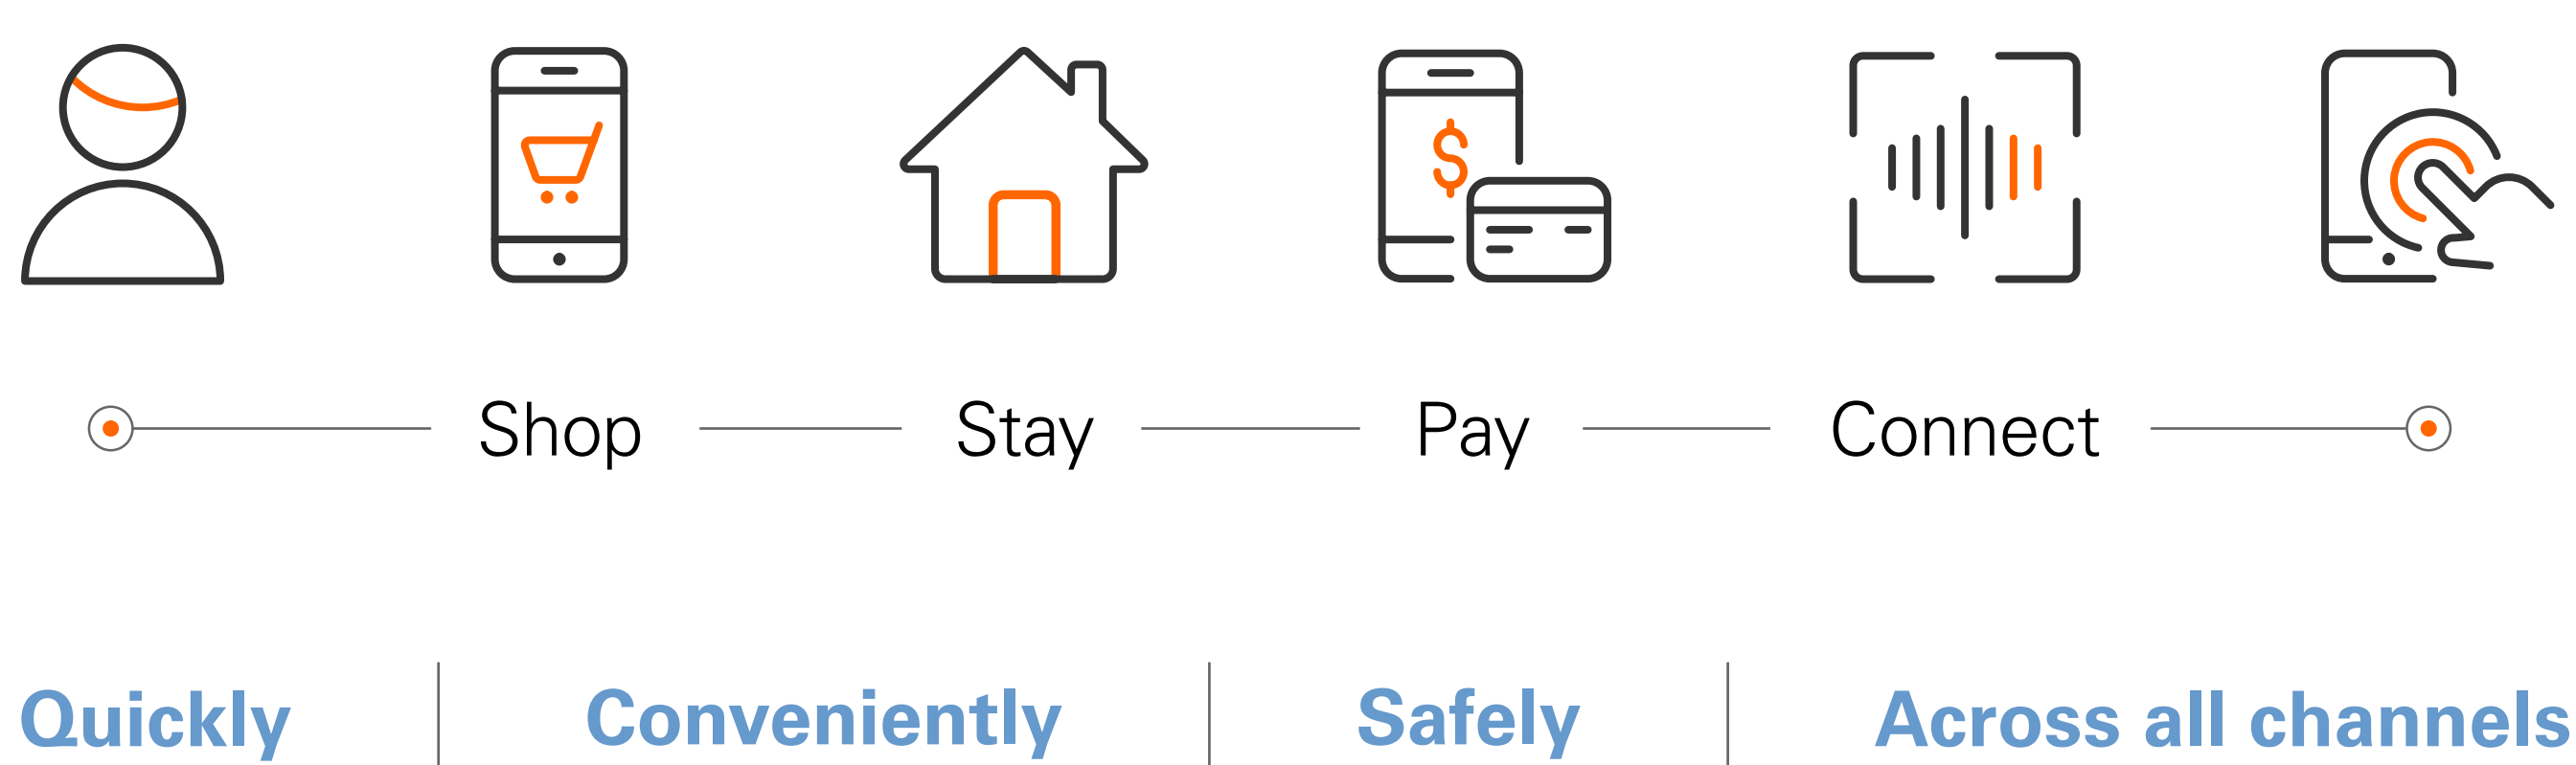 Shop Stay Pay Connect
Quickly Conveniently Safely Across all channels